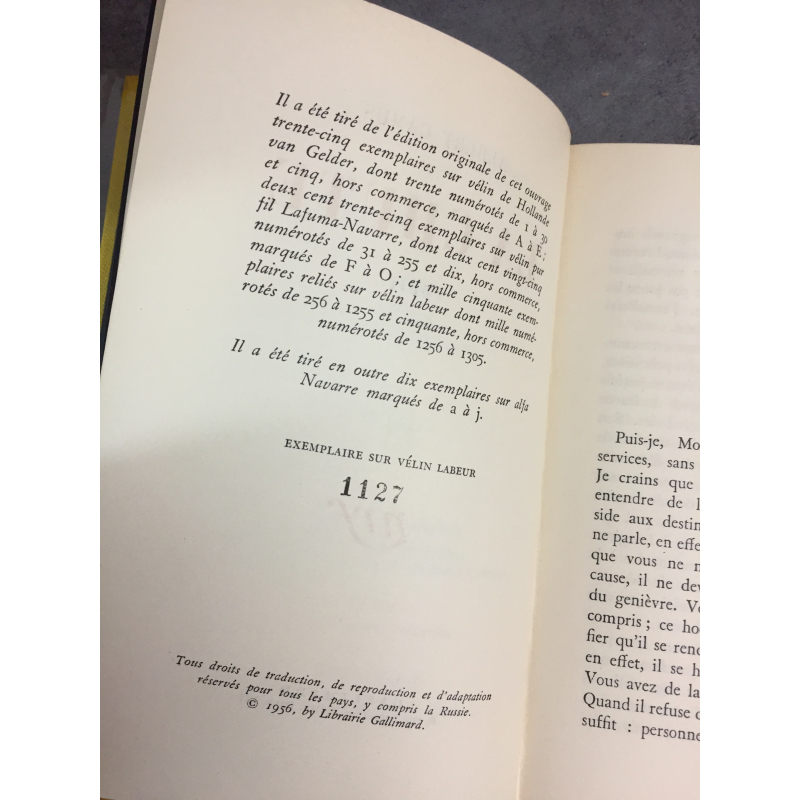 Il a été tiré de l'édition originale de cet ouvrage
trente-cinq exemplaires sur vélin de Hollande
van Gelder, dont trente numérotés de 1 à 30
et cinq, hors commerce, marqués de A à E;
deux cent trente-cinq exemplaires sur vélin pur
fil Lafuma-Navarre, dont deux cent vingt-cinq
numérotés de 31 à 255 et dix, hors commerce,
marqués de F à O; et mille cinquante exem-
plaires reliés sur vélin labeur dont mille numé-
rotés de 256 à 1255 et cinquante, hors commerce,
numérotés de 1256 à 1305.
Il a été tiré en outre dix exemplaires sur alfa
Navarre marqués de a à j.
EXEMPLAIRE SUR VÉLIN LABEUR
1127
nrf
Tous droits de traduction, de reproduction et d'adaptation
réservés pour tous les pays, y compris la Russie.
© 1956, by Librairie Gallimard.
Puis-je, Mo
services, sans
Je crains que
entendre de l
side aux destin
ne parle, en effe
que vous ne m
cause, il ne dev
du genièvre. V
compris; ce ho
fier qu'il se rend
en effet, il se h
Vous avez de la
Quand il refuse d
suffit : personne